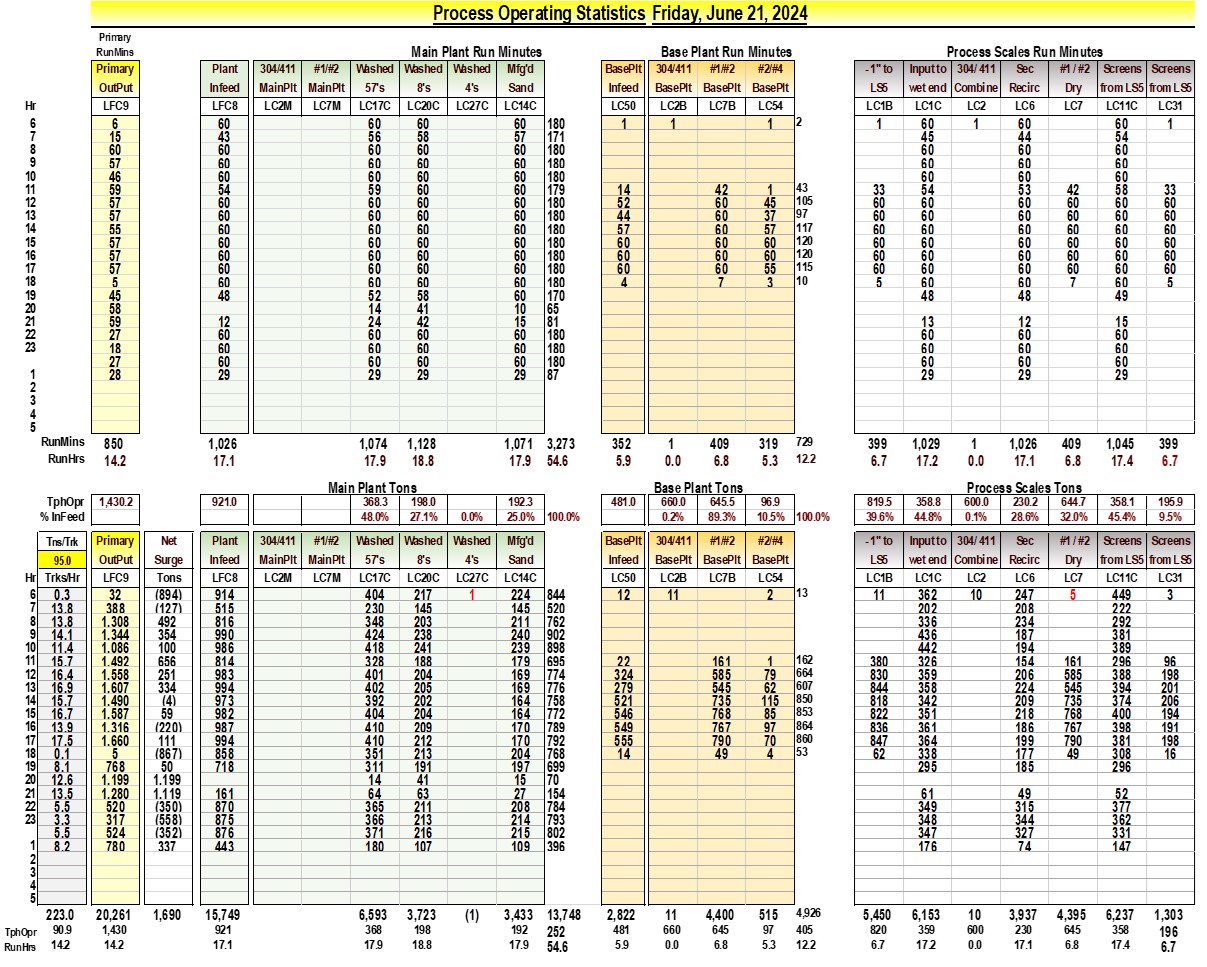 Process Operating Statistics Friday, June 21, 2024
Primary
RunMins Main Plant Run Minutes Base Plant Run Minutes Process Scales Run Minutes
Primary Plant 304/411 #1/#2 Washed Washed Washed Mfg'd BasePlt 304/411 #1/#2 #2/#4 -1" to Input to 304/ 411 Sec #1 / #2 Screens Screens
OutPut Infeed MainPlt MainPlt 57's 8's 4's Sand Infeed BasePlt BasePlt BasePlt LS5 wet end Combine Recirc Dry from LS5 from LS5
Hr LFC9 LFC8 LC2M LC7M LC17C LC20C LC27C LC14C LC50 LC2B LC7B LC54 LC1B LC1C LC2 LC6 LC7 LC11C LC31
6 6 60 60 60 60 180 1 1 1 2 1 60 1 60 60 1
7 15 43 56 58 57 171 45 44 54
8 60 60 60 60 60 180 60 60 60
9 57 60 60 60 60 180 60 60 60
10 46 60 60 60 60 180 60 60 60
11 59 54 59 60 60 179 14 42 1 43 33 54 53 42 58 33
12 57 60 60 60 60 180 52 60 45 105 60 60 60 60 60 60
13 57 60 60 60 60 180 44 60 37 97 60 60 60 60 60 60
14 55 60 60 60 60 180 57 60 57 117 60 60 60 60 60 60
15 57 60 60 60 60 180 60 60 60 120 60 60 60 60 60 60
16 57 60 60 60 60 180 60 60 60 120 60 60 60 60 60 60
17 57 60 60 60 60 180 60 60 55 115 60 60 60 60 60 60
18 5 60 60 60 60 180 4 7 3 10 5 60 60 7 60 5
19 45 48 52 58 60 170 48 48 49
20 58 14 41 10 65
21 59 12 24 42 15 81 13 12 15
22 27 60 60 60 60 180 60 60 60
23 18 60 60 60 60 180 60 60 60
27 60 60 60 60 180 60 60 60
1 28 29 29 29 29 87 29 29 29
2
3
4
5
RunMins 850 1,026 1,074 1,128 1,071 3,273 352 1 409 319 729 399 1,029 1 1,026 409 1,045 399
RunHrs 14.2 17.1 17.9 18.8 17.9 54.6 5.9 0.0 6.8 5.3 12.2 6.7 17.2 0.0 17.1 6.8 17.4 6.7
Main Plant Tons Base Plant Tons Process Scales Tons
TphOpr 1,430.2 921.0 368.3 198.0 192.3 481.0 660.0 645.5 96.9 819.5 358.8 600.0 230.2 644.7 358.1 195.9
% InFeed 48.0% 27.1% 0.0% 25.0% 100.0% 0.2% 89.3% 10.5% 100.0% 39.6% 44.8% 0.1% 28.6% 32.0% 45.4% 9.5%
Tns/Trk Primary Net Plant 304/411 #1/#2 Washed Washed Washed Mfg'd BasePlt 304/411 #1/#2 #2/#4 -1" to Input to 304/ 411 Sec #1 / #2 Screens Screens
95.0 OutPut Surge Infeed MainPlt MainPlt 57's 8's 4's Sand Infeed BasePlt BasePlt BasePlt LS5 wet end Combine Recirc Dry from LS5 from LS5
Hr Trks/Hr LFC9 Tons LFC8 LC2M LC7M LC17C LC20C LC27C LC14C LC50 LC2B LC7B LC54 LC1B LC1C LC2 LC6 LC7 LC11C LC31
6 0.3 32 (894) 914 404 217 1 224 844 12 11 2 13 11 362 10 247 5 449 3
7 13.8 388 (127) 515 230 145 145 520 202 208 222
8 13.8 1.308 492 816 348 203 211 762 336 234 292
9 14.1 1.344 354 990 424 238 240 902 436 187 381
10 11.4 1.086 100 986 418 241 239 898 442 194 389
11 15.7 1.492 656 814 328 188 179 695 22 161 1 162 380 326 154 161 296 96
12 16.4 1.558 251 983 401 204 169 774 324 585 79 664 830 359 206 585 388 198
13 16.9 1.607 334 994 402 205 169 776 279 545 62 607 844 358 224 545 394 201
14 15.7 1.490 (4) 973 392 202 164 758 521 735 115 850 818 342 209 735 374 206
15 16.7 1.587 59 982 404 204 164 772 546 768 85 853 822 351 218 768 400 194
16 13.9 1.316 (220) 987 410 209 170 789 549 767 97 864 836 361 186 767 398 191
17 17.5 1.660 111 994 410 212 170 792 555 790 70 860 847 364 199 790 381 198
18 0.1 5 (867) 858 351 213 204 768 14 49 4 53 62 338 177 49 308 16
19 8.1 768 50 718 311 191 197 699 295 185 296
20 12.6 1.199 1.199 14 41 15 70
21 13.5 1.280 1.119 161 64 63 27 154 61 49 52
22 5.5 520 (350) 870 365 211 208 784 349 315 377
23 3.3 317 (558) 875 366 213 214 793 348 344 362
5.5 524 (352) 876 371 216 215 802 347 327 331
1 8.2 780 337 443 180 107 109 396 176 74 147
2
3
4
5
223.0 20,261 1,690 15,749 6,593 3,723 (1) 3,433 13,748 2,822 11 4,400 515 4,926 5,450 6,153 10 3,937 4,395 6,237 1,303
TphOpr 90.9 1,430 921 368 198 192 252 481 660 645 97 405 820 359 600 230 645 358 196
RunHrs 14.2 14.2 17.1 17.9 18.8 17.9 54.6 5.9 0.0 6.8 5.3 12.2 6.7 17.2 0.0 17.1 6.8 17.4 6.7